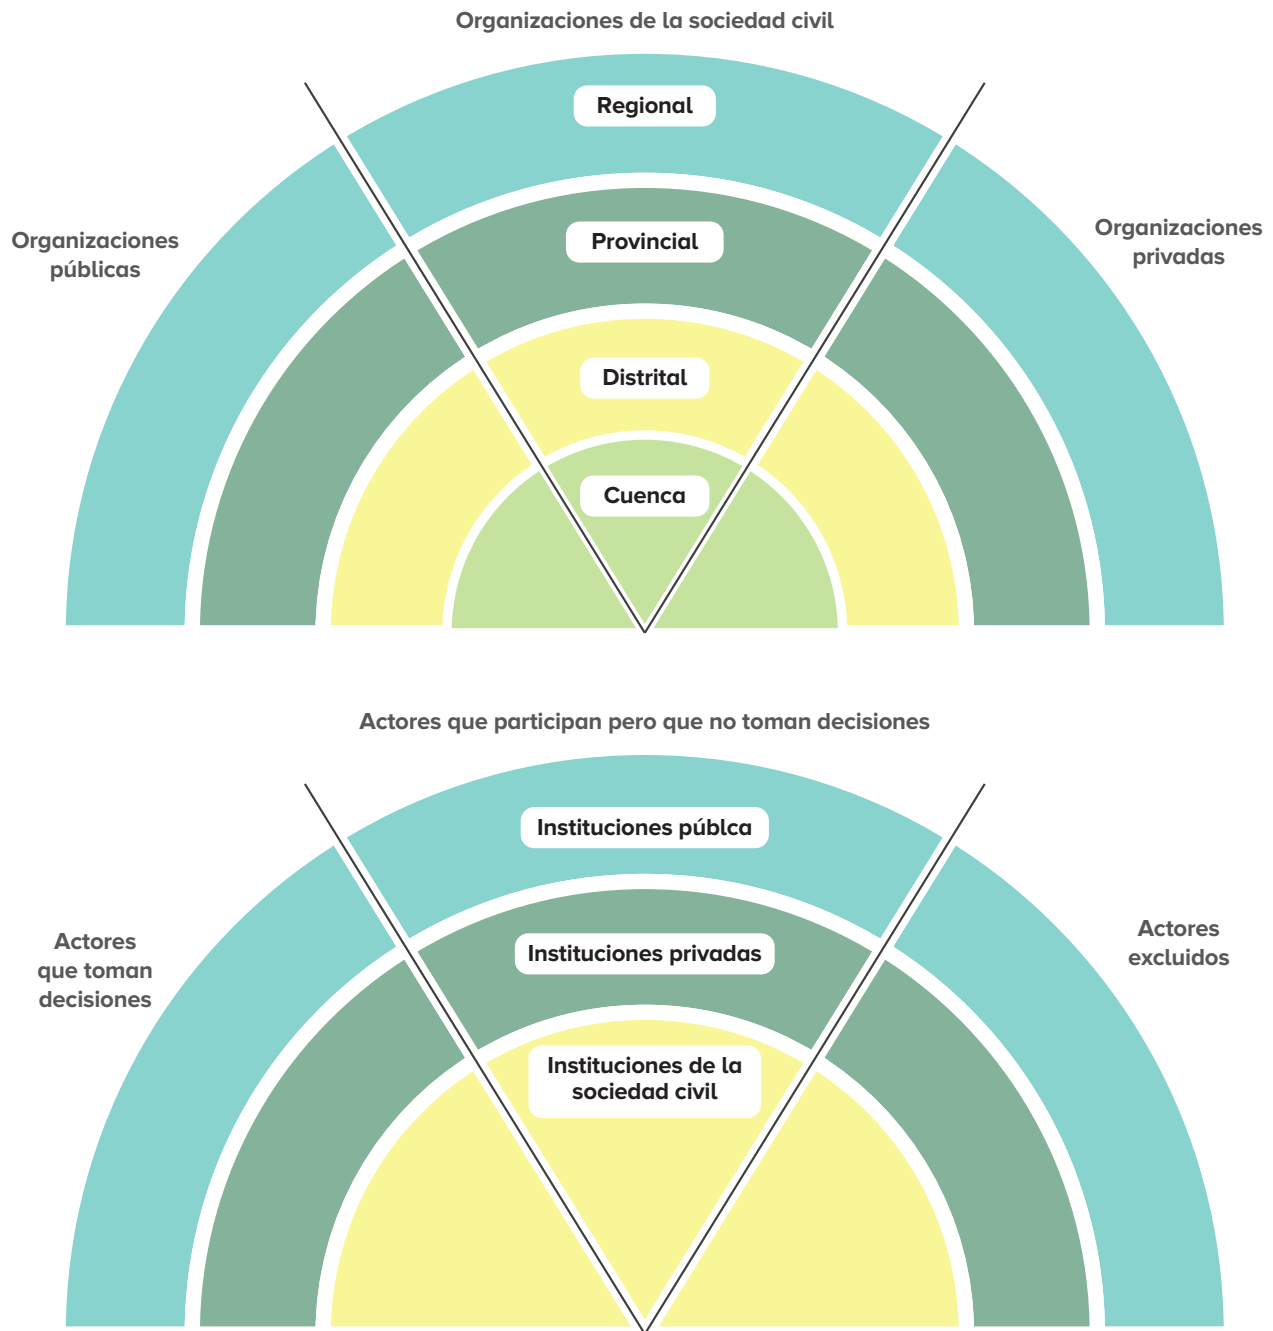 Organizaciones de la sociedad civil
Regional
Organizaciones
públicas
Provincial
Organizaciones
privadas
Distrital
Cuenca
Actores que participan pero que no toman decisiones
Instituciones públca
Actores
que toman
decisiones
Instituciones privadas
Actores
excluidos
Instituciones de la
sociedad civil